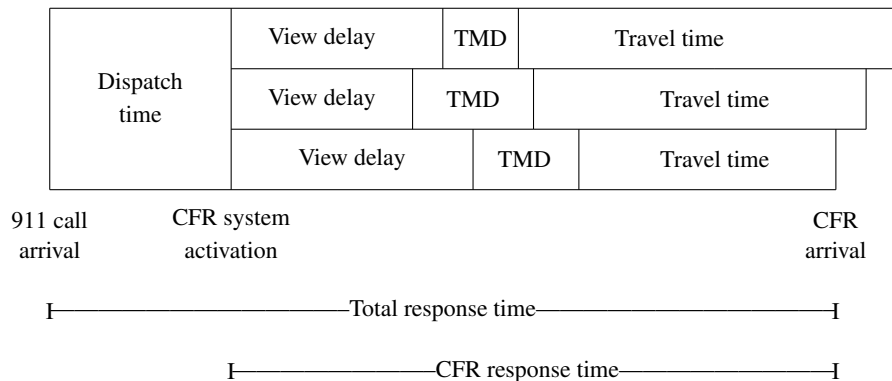 View delay TMD Travel time
Dispatch
time
View delay TMD Travel time
View delay TMD Travel time
911 call
arrival
CFR system
activation
CFR
arrival
Total response time
CFR response time